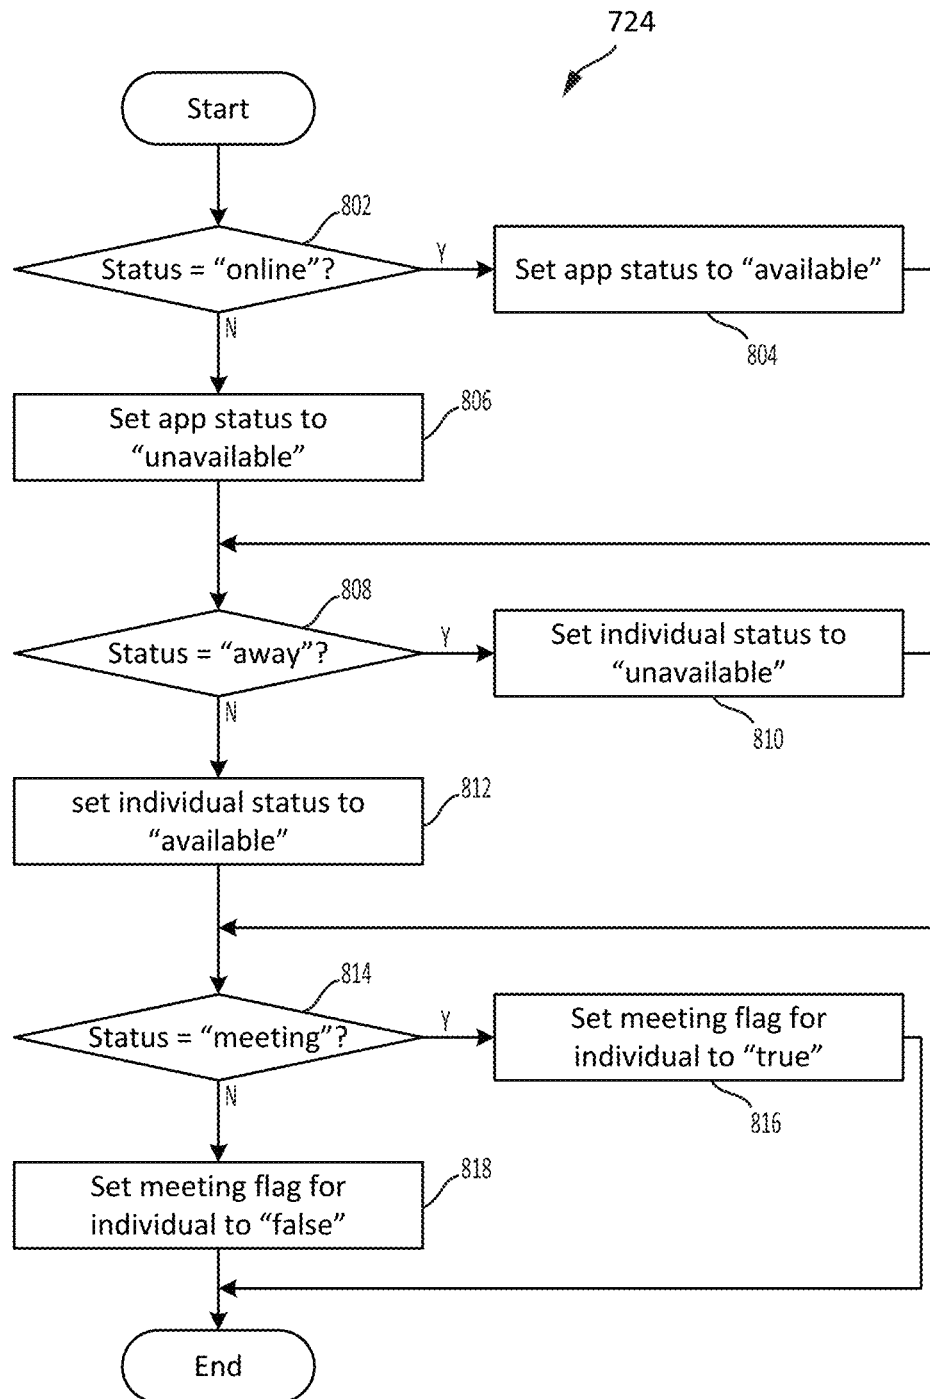 724
Start
802
Status = “online”?
Y
Set app status to “available”
804
N
806
Set app status to
“unavailable”
808
Status = “away”?
Y
Set individual status to
“unavailable”
810
N
812
set individual status to
“available”
814
Status = “meeting”?
Y
Set meeting flag for
individual to “true”
816
N
818
Set meeting flag for
individual to “false”
End